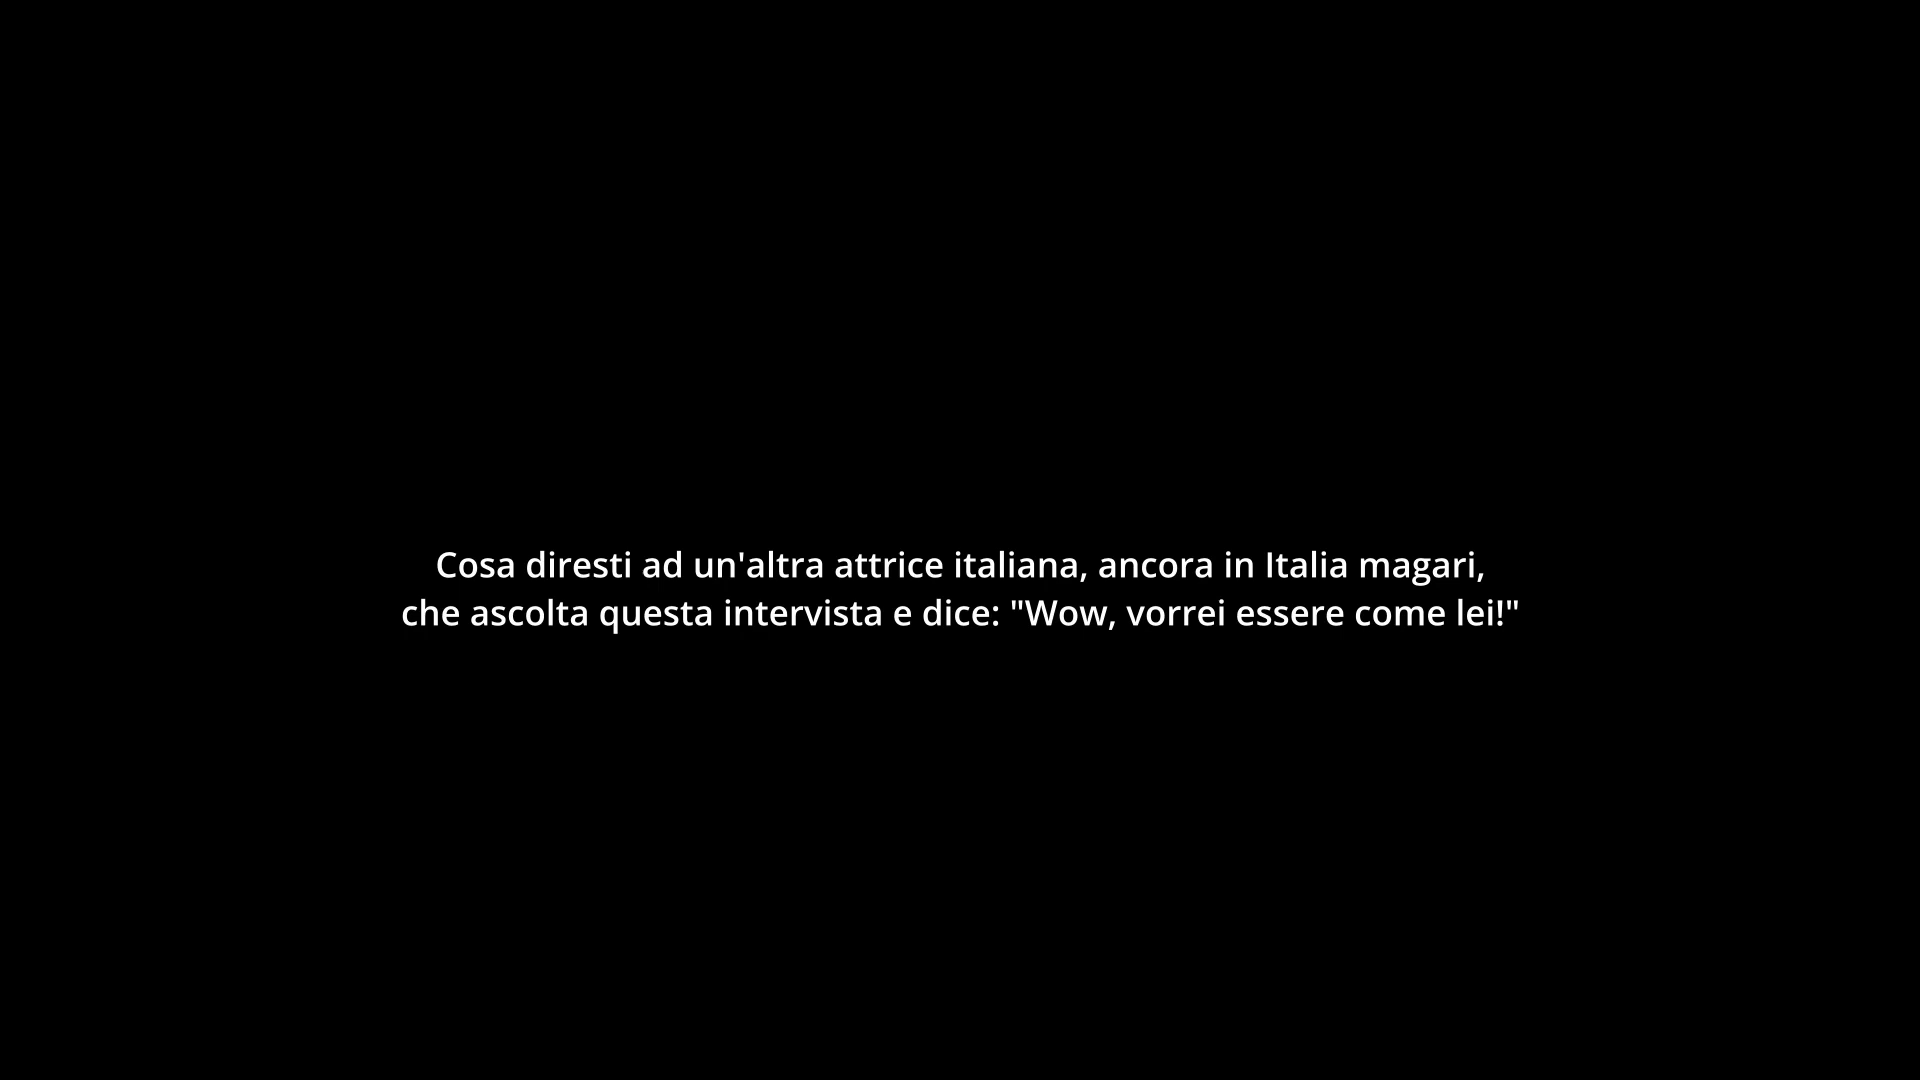 Cosa diresti ad un'altra attrice italiana, ancora in Italia magari,
che ascolta questa intervista e dice: "Wow, vorrei essere come lei!"